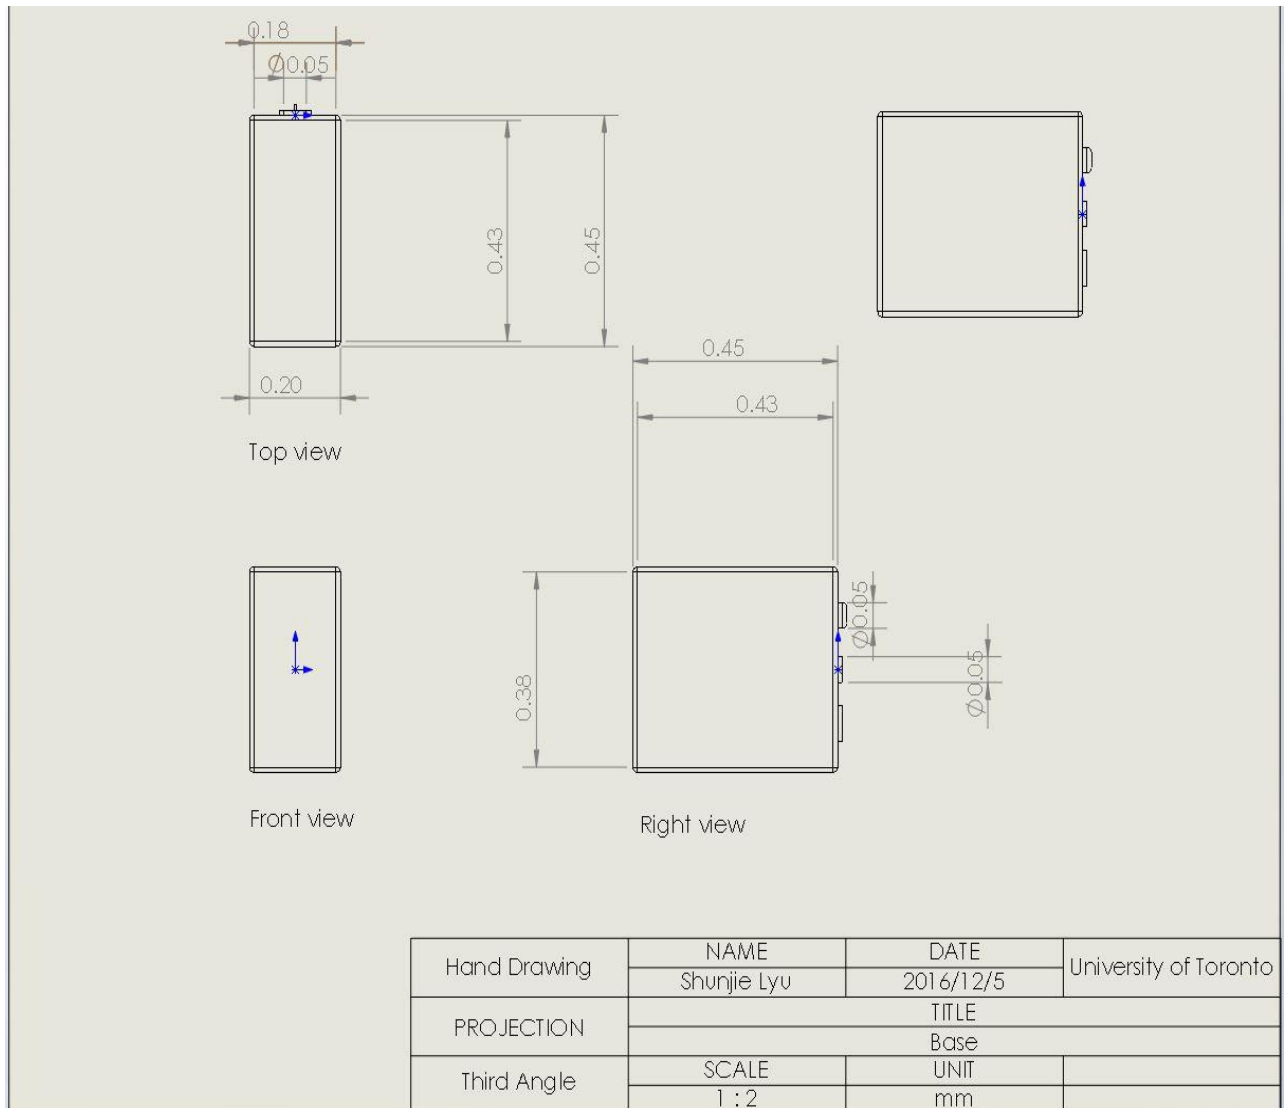 0.18
Ø0.05
0.43
0.45
0.20
Top view
0.45
0.43
0.38
Ø0.05
Ø0.05
Front view
Right view
Hand Drawing
NAME
DATE
University of Toronto
Shunjie Lyu
2016/12/5
PROJECTION
TITLE
Base
Third Angle
SCALE
UNIT
1 : 2
mm